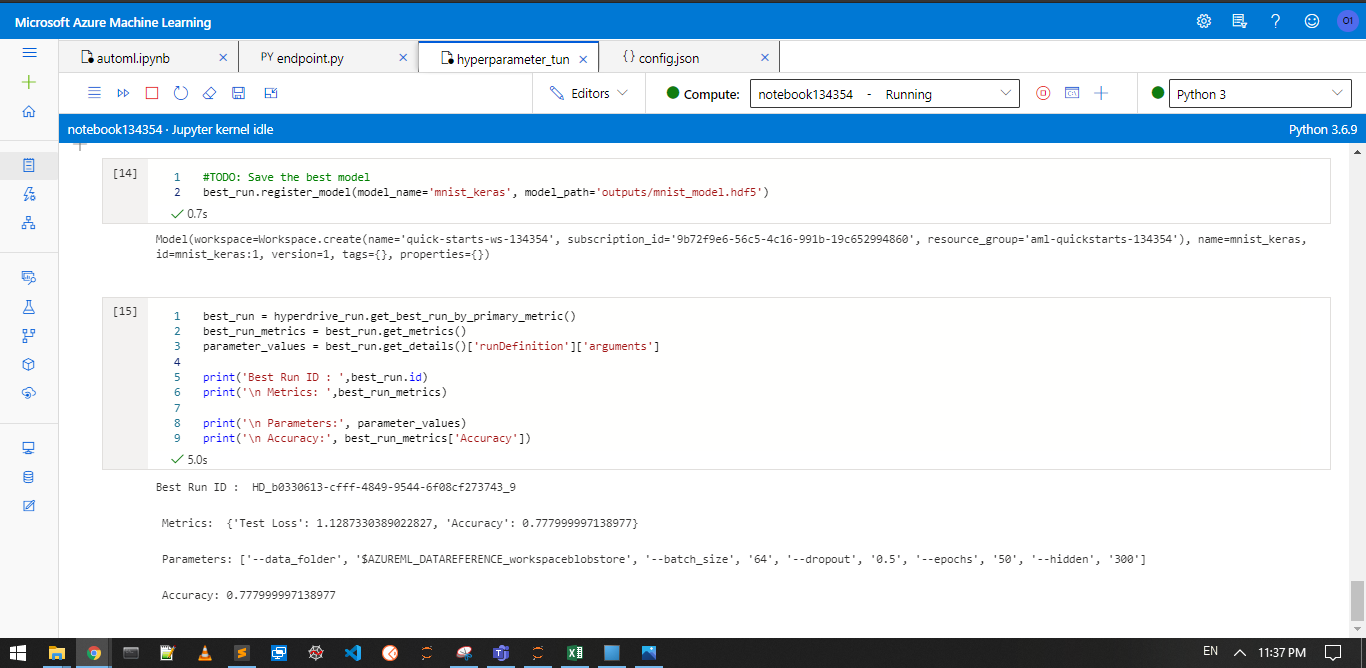 Microsoft Azure Machine Learning
O1
automl.ipynb
PY endpoint.py
hyperparameter_tun
{} config.json
Editors
Compute:
notebook134354 - Running
Python 3
notebook134354 · Jupyter kernel idle
Python 3.6.9
[14]
1 #TODO: Save the best model
2 best_run.register_model(model_name='mnist_keras', model_path='outputs/mnist_model.hdf5')
0.7s
Model(workspace=Workspace.create(name='quick-starts-ws-134354', subscription_id='9b72f9e6-56c5-4c16-991b-19c652994860', resource_group='aml-quickstarts-134354'), name=mnist_keras,
id=mnist_keras:1, version=1, tags={}, properties={})
[15]
1 best_run = hyperdrive_run.get_best_run_by_primary_metric()
2 best_run_metrics = best_run.get_metrics()
3 parameter_values = best_run.get_details()['runDefinition']['arguments']
4
5 print('Best Run ID : ',best_run.id)
6 print('\n Metrics: ',best_run_metrics)
7
8 print('\n Parameters:', parameter_values)
9 print('\n Accuracy:', best_run_metrics['Accuracy'])
5.0s
Best Run ID :  HD_b0330613-cfff-4849-9544-6f08cf273743_9
Metrics:  {'Test Loss': 1.1287330389022827, 'Accuracy': 0.777999997138977}
Parameters: ['--data_folder', '$AZUREML_DATAREFERENCE_workspaceblobstore', '--batch_size', '64', '--dropout', '0.5', '--epochs', '50', '--hidden', '300']
Accuracy: 0.777999997138977
EN
11:37 PM